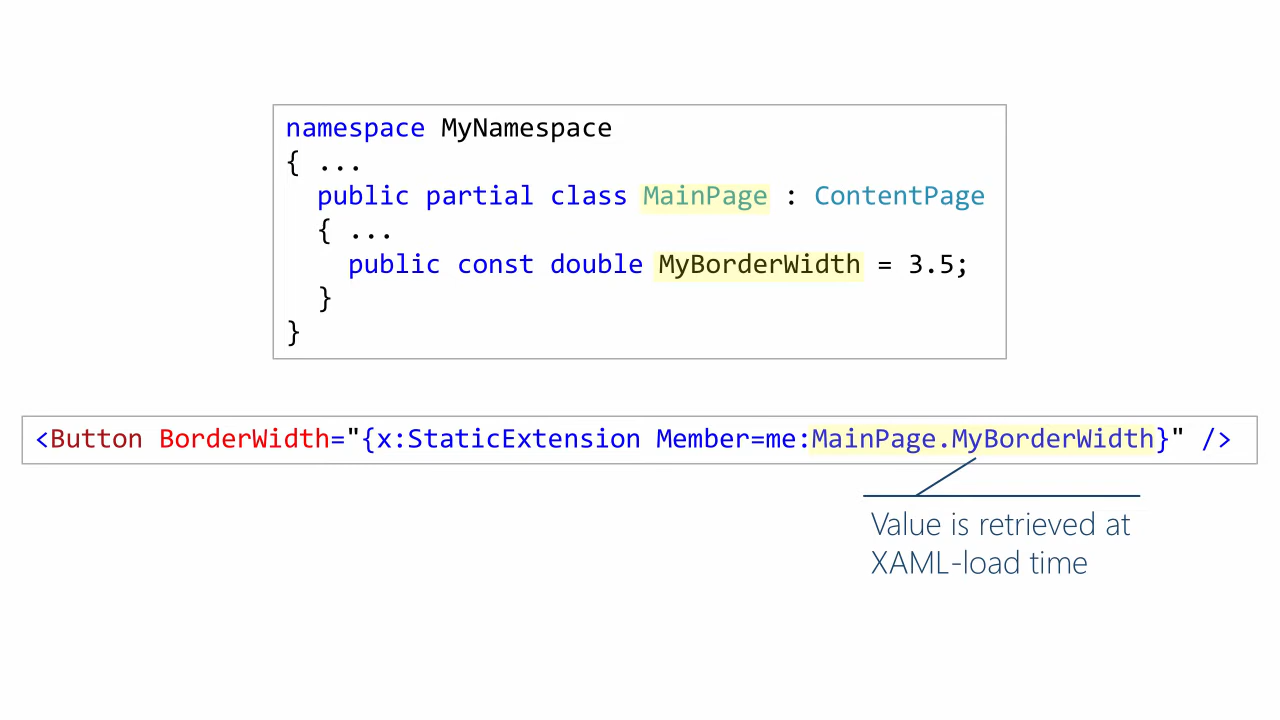 namespace MyNamespace
{ ...
  public partial class MainPage : ContentPage
  { ...
    public const double MyBorderWidth = 3.5;
  }
}
<Button BorderWidth="{x:StaticExtension Member=me:MainPage.MyBorderWidth}" />
Value is retrieved at
XAML-load time